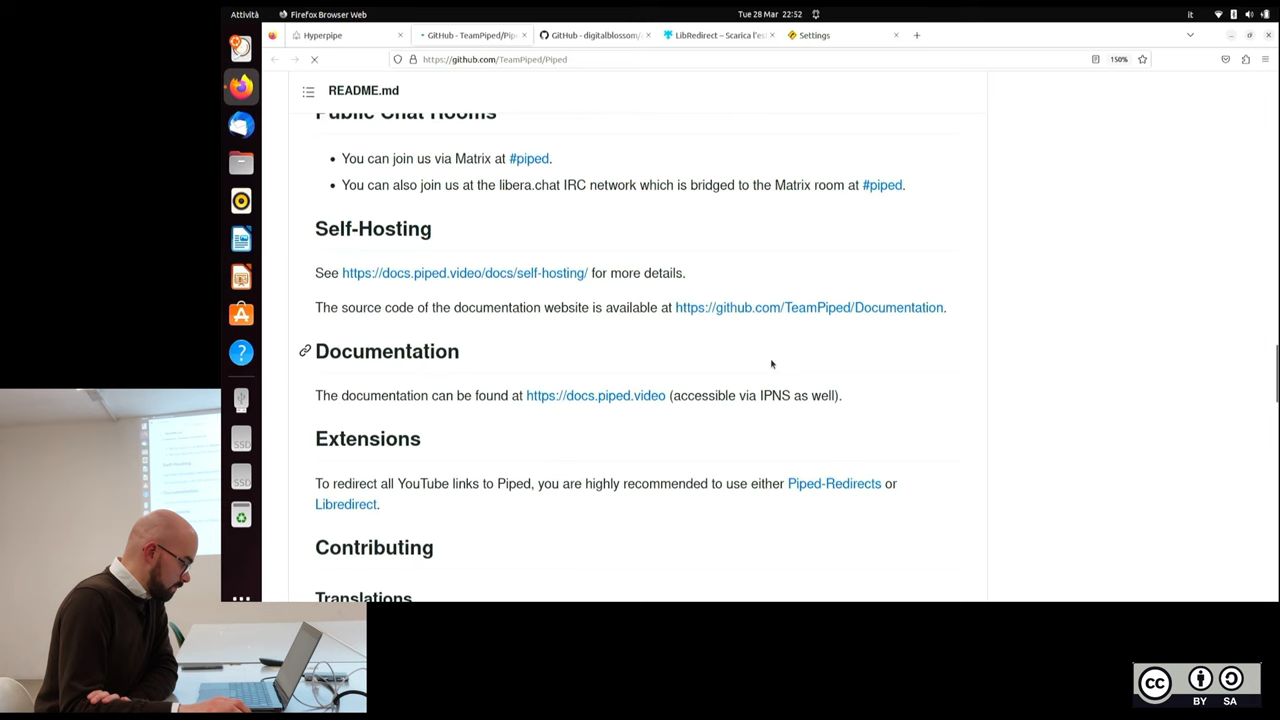 Attività
Firefox Browser Web
Tue 28 Mar 22:52
it
Hyperpipe
GitHub - TeamPiped/Pip
GitHub - digitalblossom/
LibRedirect – Scarica l'es
Settings
https://github.com/TeamPiped/Piped
150%
README.md
Public Chat Rooms
• You can join us via Matrix at #piped.
• You can also join us at the libera.chat IRC network which is bridged to the Matrix room at #piped.
Self-Hosting
See https://docs.piped.video/docs/self-hosting/ for more details.
The source code of the documentation website is available at https://github.com/TeamPiped/Documentation.
Documentation
The documentation can be found at https://docs.piped.video (accessible via IPNS as well).
Extensions
To redirect all YouTube links to Piped, you are highly recommended to use either Piped-Redirects or
Libredirect.
Contributing
Translations
SSD
SSD
Self-Hosting
CC
BY SA